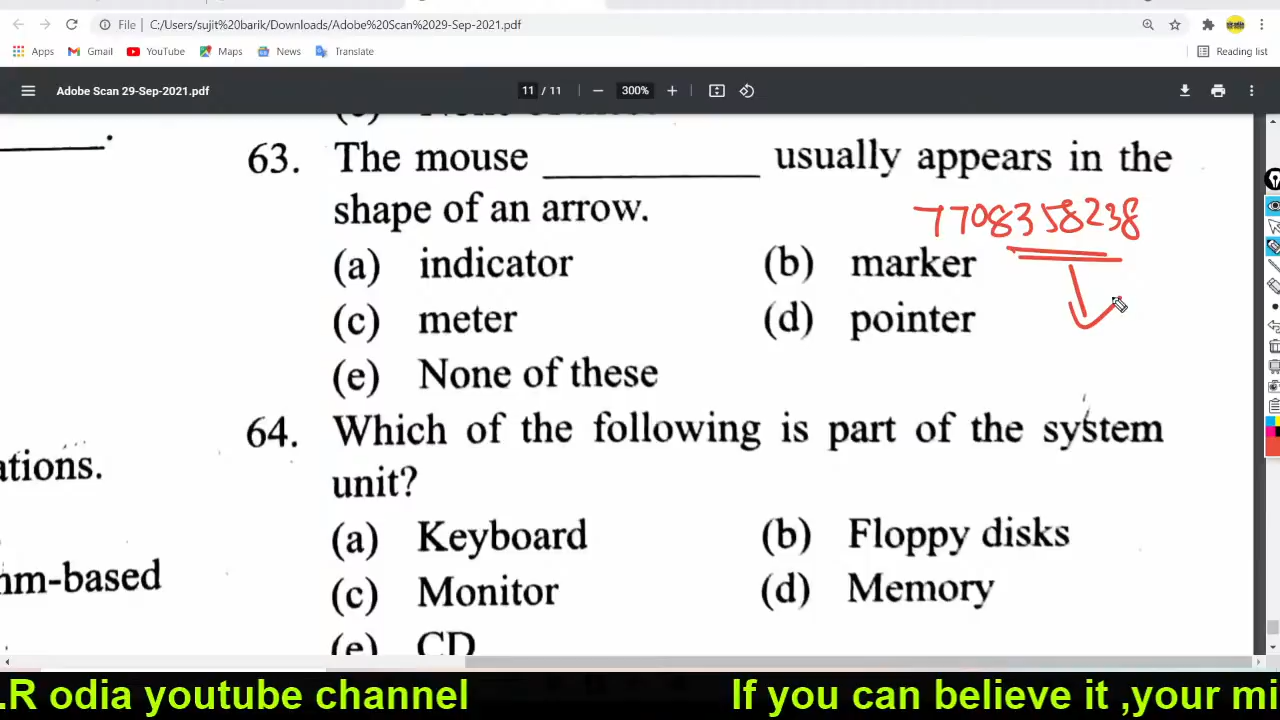 File | C:/Users/sujit%20barik/Downloads/Adobe%20Scan%2029-Sep-2021.pdf
Apps Gmail YouTube Maps News Translate Reading list
Adobe Scan 29-Sep-2021.pdf 11 / 11 300%
63. The mouse __________ usually appears in the
shape of an arrow.
7708358238
(a) indicator (b) marker
(c) meter (d) pointer
(e) None of these
64. Which of the following is part of the system
unit?
ations.
(a) Keyboard (b) Floppy disks
hm-based
(c) Monitor (d) Memory
(e) CD
.R odia youtube channel If you can believe it ,your mi